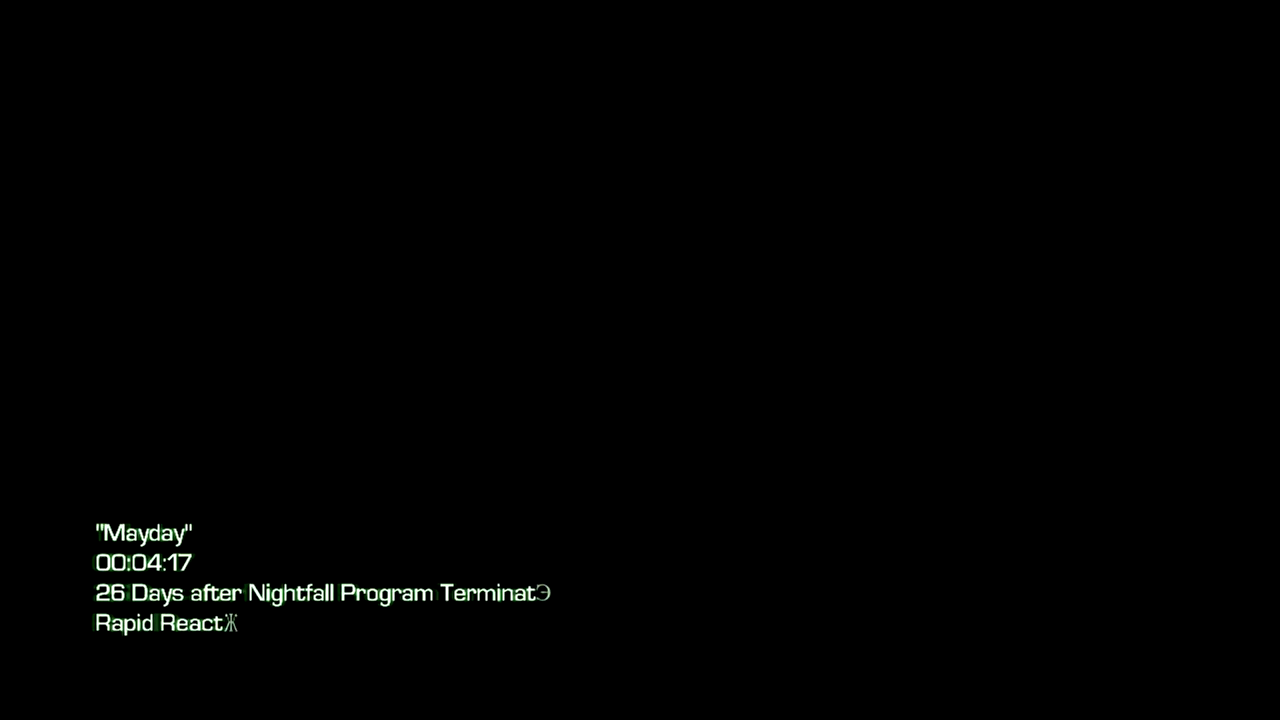 "Mayday"
00:04:17
26 Days after Nightfall Program TerminatЭ
Rapid ReactЖ